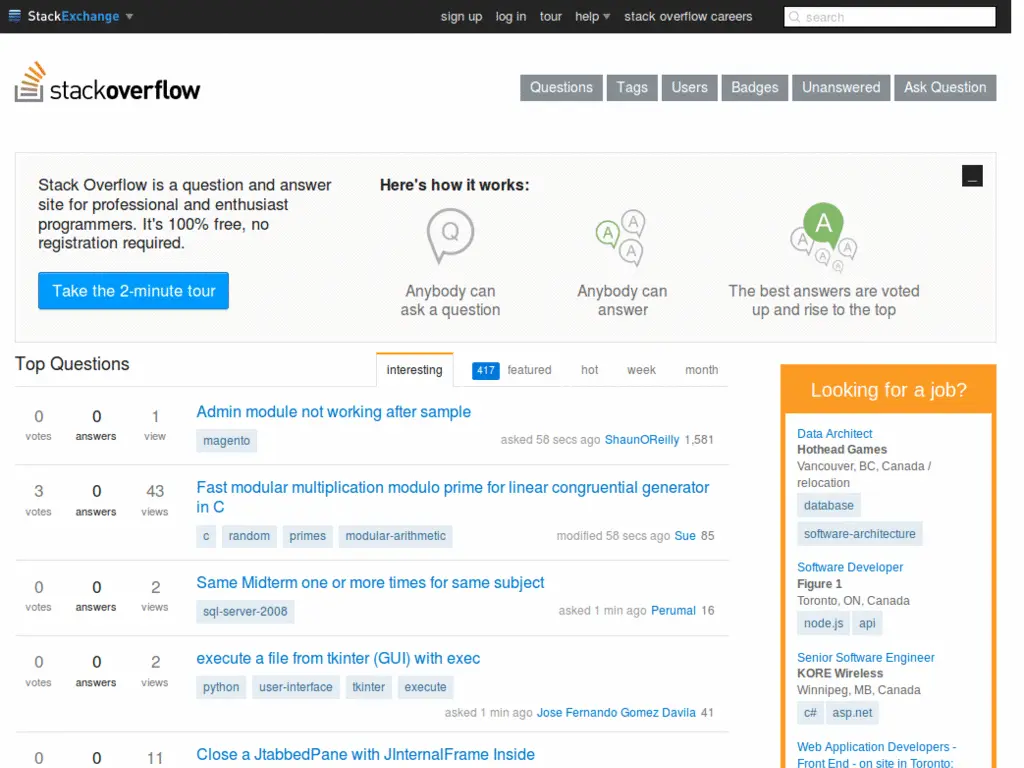 StackExchange
sign up log in tour help stack overflow careers
search
stackoverflow
Questions Tags Users Badges Unanswered Ask Question
Stack Overflow is a question and answer
site for professional and enthusiast
programmers. It's 100% free, no
registration required.
Take the 2-minute tour
Here's how it works:
Q
Anybody can
ask a question
A A A
Anybody can
answer
A A A A A
The best answers are voted
up and rise to the top
Top Questions
interesting 417 featured hot week month
0 votes 0 answers 1 view
Admin module not working after sample
magento
asked 58 secs ago ShaunOReilly 1,581
3 votes 0 answers 43 views
Fast modular multiplication modulo prime for linear congruential generator
in C
c random primes modular-arithmetic
modified 58 secs ago Sue 85
0 votes 0 answers 2 views
Same Midterm one or more times for same subject
sql-server-2008
asked 1 min ago Perumal 16
0 votes 0 answers 2 views
execute a file from tkinter (GUI) with exec
python user-interface tkinter execute
asked 1 min ago Jose Fernando Gomez Davila 41
0 0 11
Close a JtabbedPane with JInternalFrame Inside
Looking for a job?
Data Architect
Hothead Games
Vancouver, BC, Canada /
relocation
database
software-architecture
Software Developer
Figure 1
Toronto, ON, Canada
node.js api
Senior Software Engineer
KORE Wireless
Winnipeg, MB, Canada
c# asp.net
Web Application Developers -
Front End - on site in Toronto: